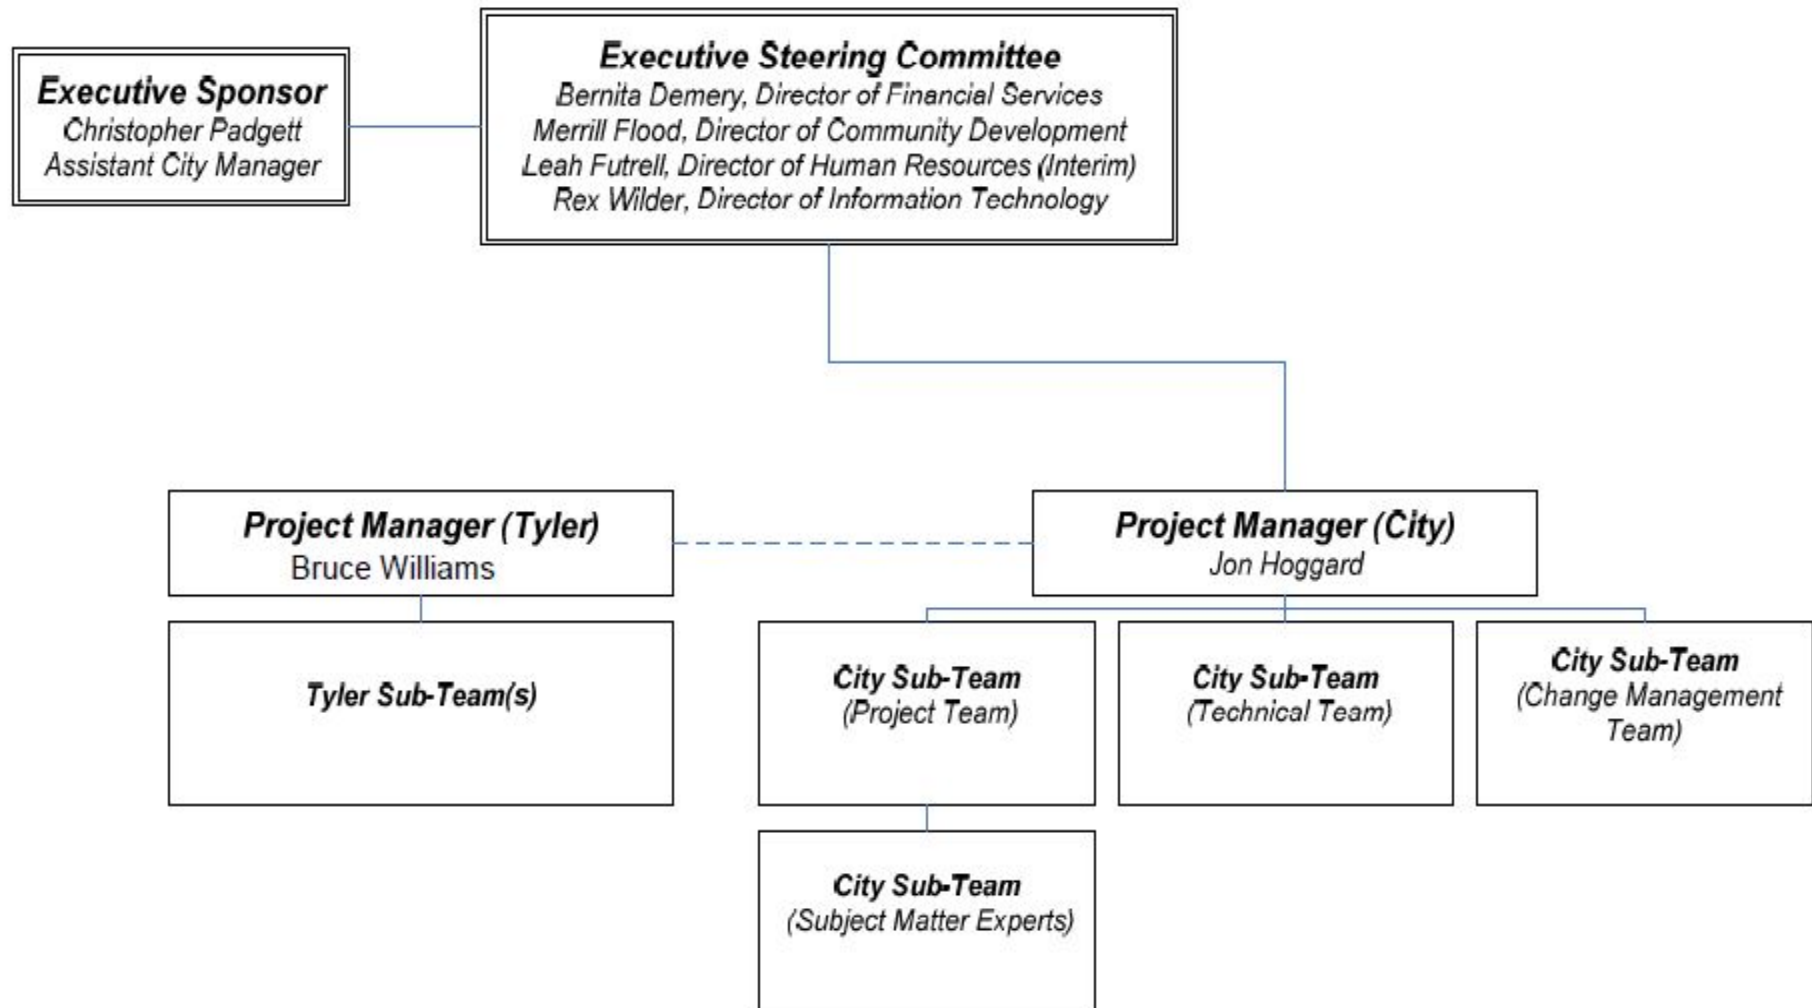 Executive Sponsor
Christopher Padgett
Assistant City Manager
Executive Steering Committee
Bernita Demery, Director of Financial Services
Merrill Flood, Director of Community Development
Leah Futrell, Director of Human Resources (Interim)
Rex Wilder, Director of Information Technology
Project Manager (Tyler)
Bruce Williams
Project Manager (City)
Jon Hoggard
Tyler Sub-Team(s)
City Sub-Team
(Project Team)
City Sub-Team
(Technical Team)
City Sub-Team
(Change Management
Team)
City Sub-Team
(Subject Matter Experts)